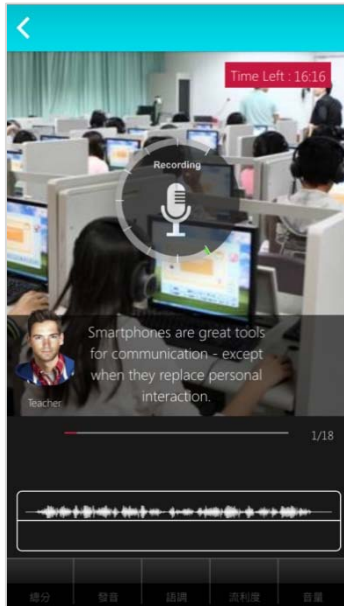 Time Left : 16:16
Recording
Smartphones are great tools
for communication - except
when they replace personal
interaction.
Teacher
1/18
總分
發音
語調
流利度
音量